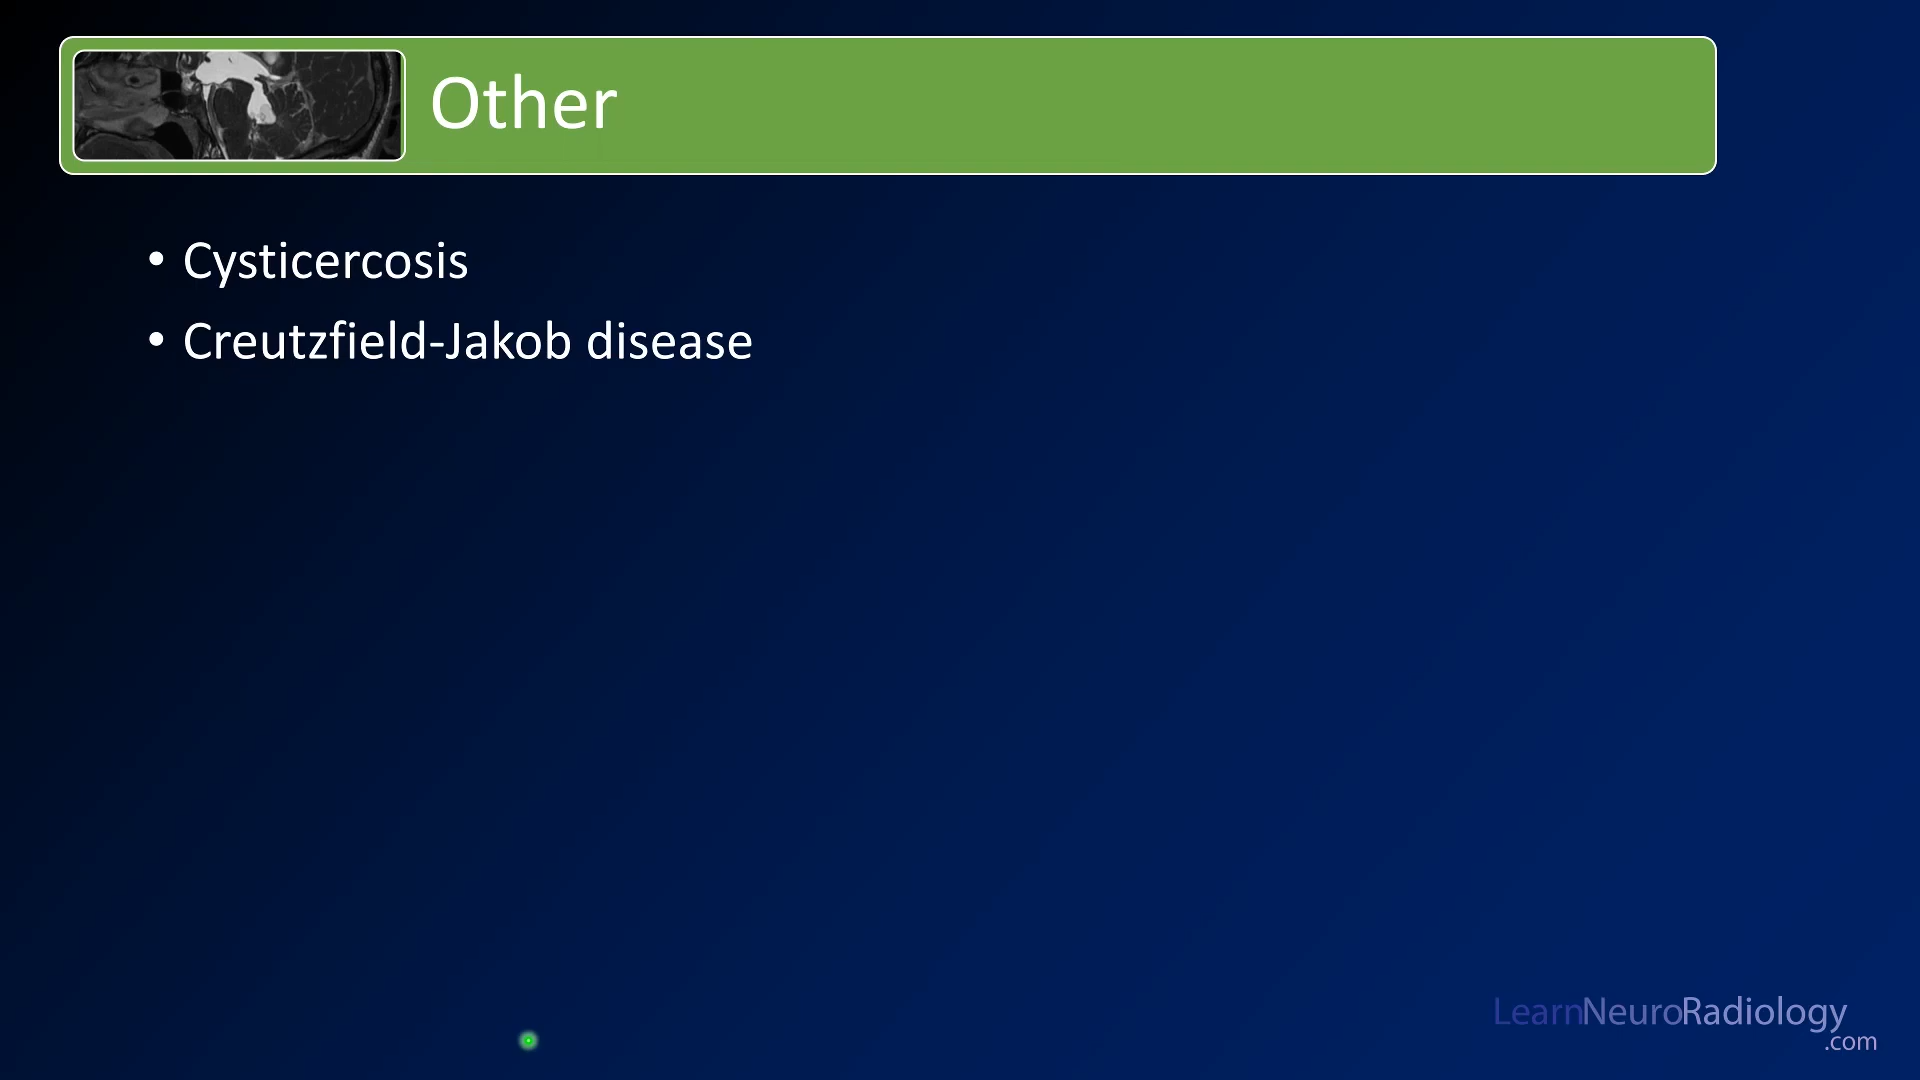 Other
• Cysticercosis
• Creutzfield-Jakob disease
LearnNeuroRadiology
.com